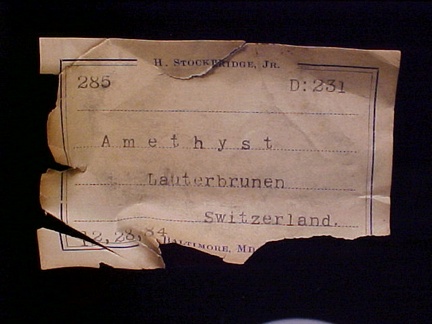 H. Stockbridge, Jr.
285 D:231
Amethyst
Lauterbrunen
Switzerland.
12,28,84
Baltimore, Md